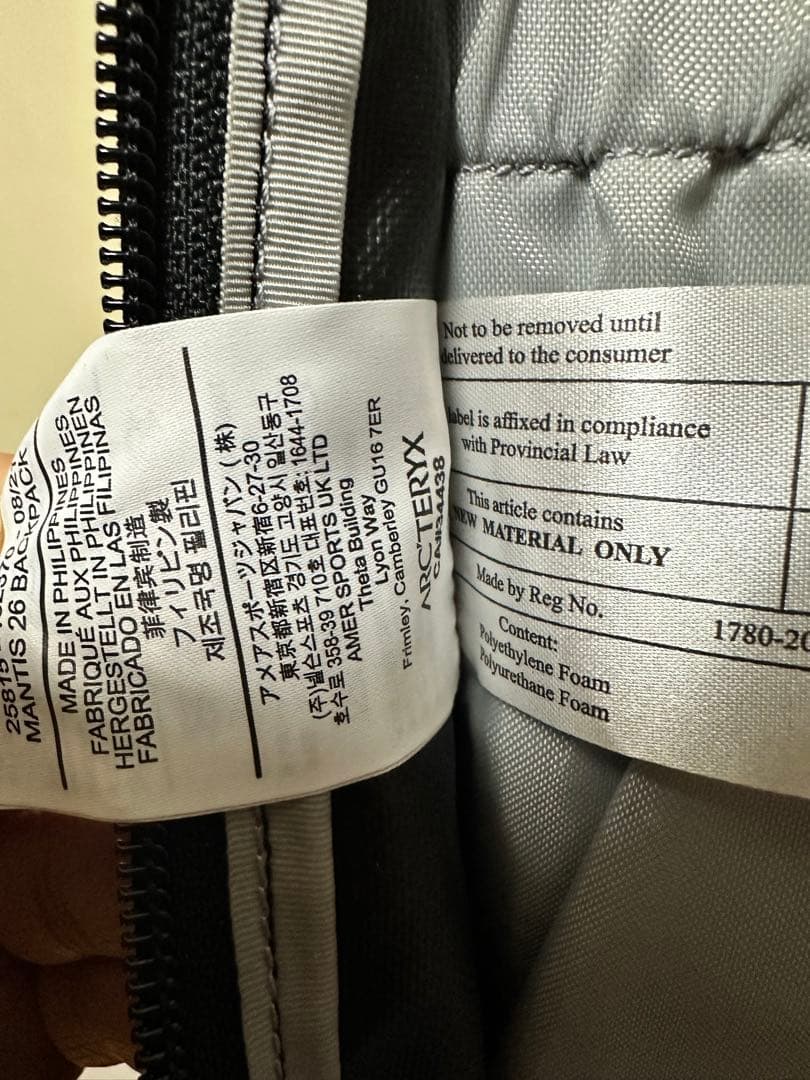 MANTIS 26 BACKPACK
MADE IN PHILIPPINES
FABRIQUÉ AUX PHILIPPINES
HERGESTELLT IN PHILIPPINEN
FABRICADO EN LAS FILIPINAS
菲律宾制造
フィリピン製
제조국명 필리핀
アメアスポーツジャパン (株)
東京都新宿区新宿6-27-30
(주)넬슨스포츠 경기도 고양시 일산동구
호수로 358-39 710호 대표번호: 1644-1708
AMER SPORTS UK LTD
Theta Building
Lyon Way
Frimley, Camberley GU16 7ER
ARC'TERYX
CA#34438
Not to be removed until
delivered to the consumer
label is affixed in compliance
with Provincial Law
This article contains
NEW MATERIAL ONLY
Made by Reg No.
1780-20
Content:
Polyethylene Foam
Polyurethane Foam